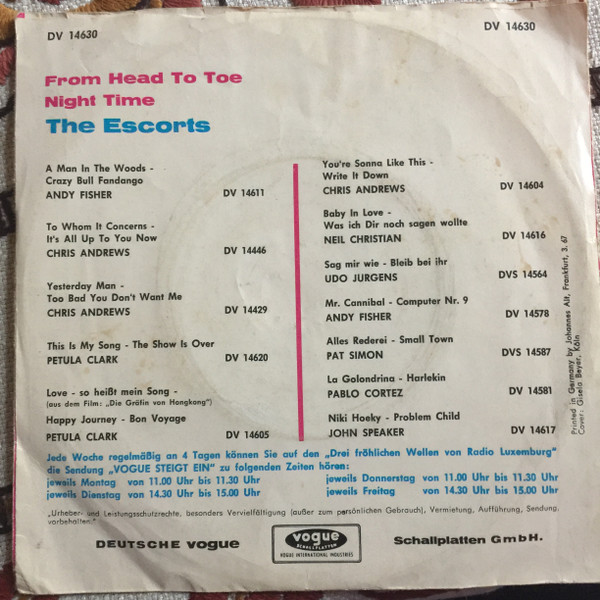 DV 14630
DV 14630
From Head To Toe
Night Time
The Escorts
A Man In The Woods -
Crazy Bull Fandango
ANDY FISHER DV 14611
To Whom It Concerns -
It's All Up To You Now
CHRIS ANDREWS DV 14446
Yesterday Man -
Too Bad You Don't Want Me
CHRIS ANDREWS DV 14429
This Is My Song - The Show Is Over
PETULA CLARK DV 14620
Love - so heißt mein Song -
(aus dem Film: „Die Gräfin von Hongkong")
Happy Journey - Bon Voyage
PETULA CLARK DV 14605
You're Sonna Like This -
Write It Down
CHRIS ANDREWS DV 14604
Baby In Love -
Was ich Dir noch sagen wollte
NEIL CHRISTIAN DV 14616
Sag mir wie - Bleib bei ihr
UDO JURGENS DVS 14564
Mr. Cannibal - Computer Nr. 9
ANDY FISHER DV 14578
Alles Rederei - Small Town
PAT SIMON DVS 14587
La Golondrina - Harlekin
PABLO CORTEZ DV 14581
Niki Hoeky - Problem Child
JOHN SPEAKER DV 14617
Printed in Germany by Johannes Alt, Frankfurt, 3. 67
Cover: Gisela Beyer, Köln
Jede Woche regelmäßig an 4 Tagen können Sie auf den „Drei fröhlichen Wellen von Radio Luxemburg"
die Sendung „VOGUE STEIGT EIN" zu folgenden Zeiten hören:
jeweils Montag von 11.00 Uhr bis 11.30 Uhr jeweils Donnerstag von 11.00 Uhr bis 11.30 Uhr
jeweils Dienstag von 14.30 Uhr bis 15.00 Uhr jeweils Freitag von 14.30 Uhr bis 15.00 Uhr
„Urheber- und Leistungsschutzrechte, besonders Vervielfältigung (außer zum persönlichen Gebrauch), Vermietung, Aufführung, Sendung,
vorbehalten."
DEUTSCHE vogue
vogue
SCHALLPLATTEN
VOGUE INTERNATIONAL INDUSTRIES
Schallplatten GmbH.